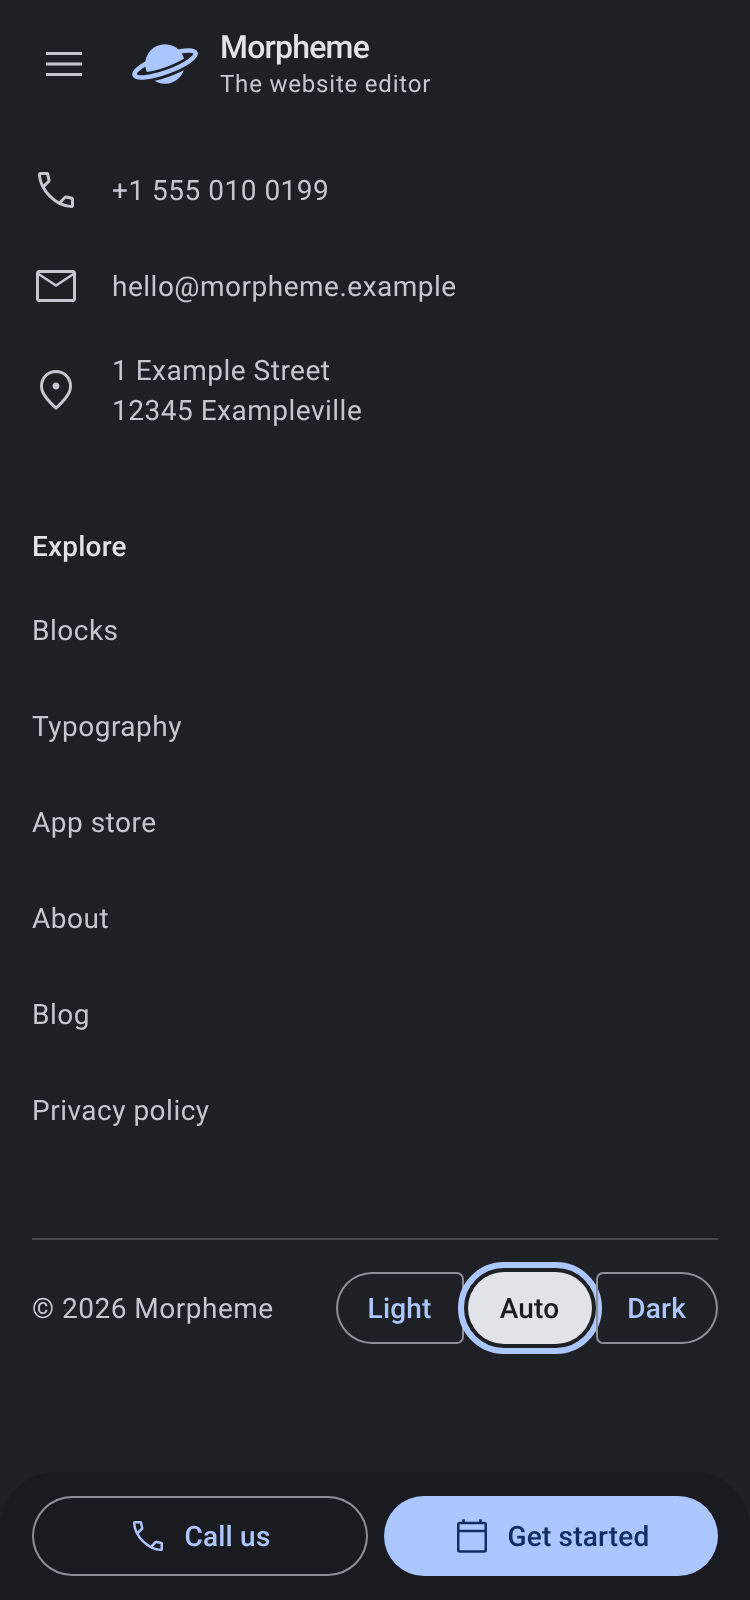 Morpheme
The website editor
+1 555 010 0199
hello@morpheme.example
1 Example Street
12345 Exampleville
Explore
Blocks
Typography
App store
About
Blog
Privacy policy
© 2026 Morpheme
Light
Auto
Dark
Call us
Get started